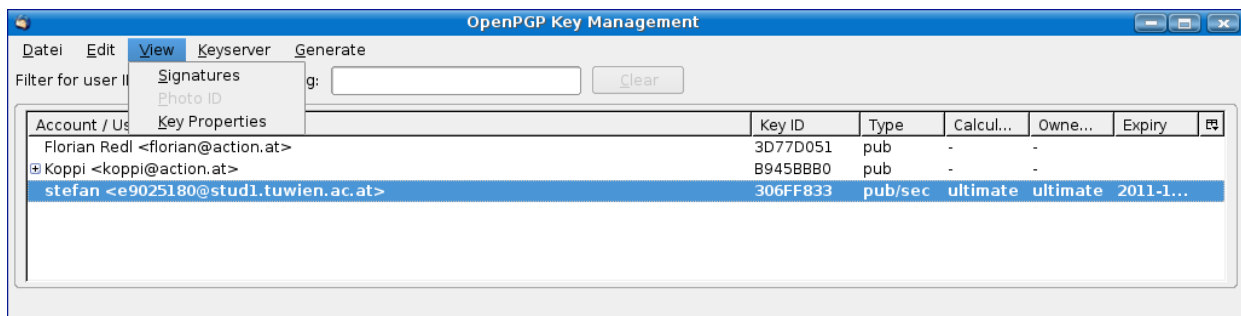 OpenPGP Key Management
Datei Edit View Keyserver Generate
Filter for user I g: Clear
Signatures
Photo ID
Key Properties
Account / Us Key ID Type Calcul... Owne... Expiry
Florian Redl <florian@action.at> 3D77D051 pub - -
Koppi <koppi@action.at> B945BBB0 pub - -
stefan <e9025180@stud1.tuwien.ac.at> 306FF833 pub/sec ultimate ultimate 2011-1...